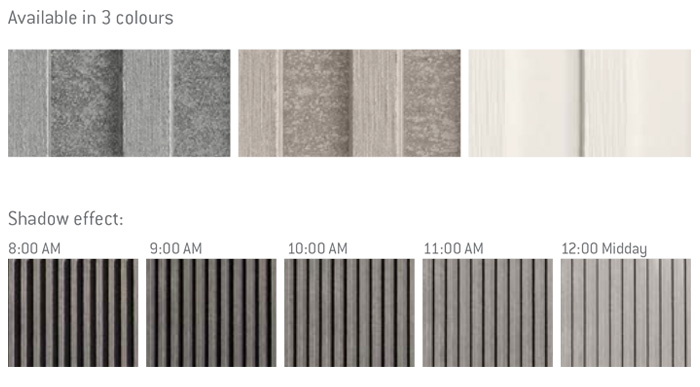 Available in 3 colours
Shadow effect:
8:00 AM
9:00 AM
10:00 AM
11:00 AM
12:00 Midday